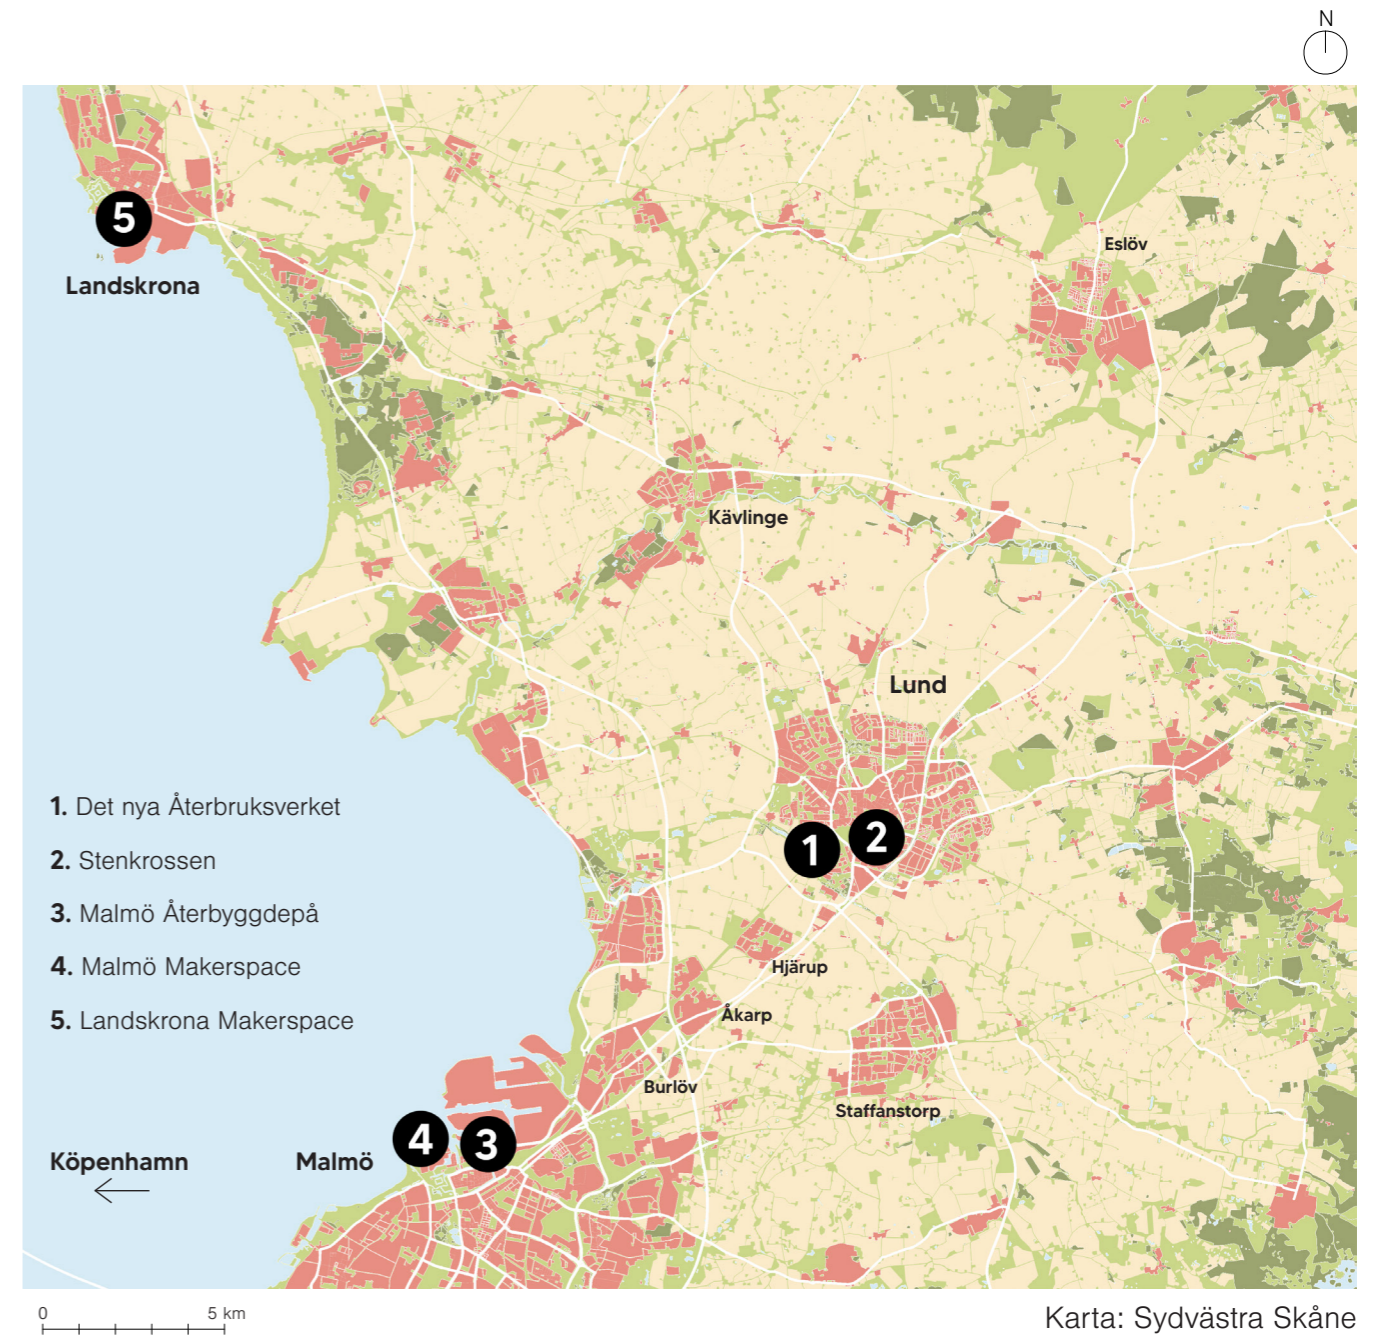 N
5
Landskrona
Eslöv
Kävlinge
Lund
1. Det nya Återbruksverket
2. Stenkrossen
3. Malmö Återbyggdepå
4. Malmö Makerspace
5. Landskrona Makerspace
1
2
Hjärup
Åkarp
Burlöv
Staffanstorp
4
3
Köpenhamn
Malmö
0 5 km
Karta: Sydvästra Skåne